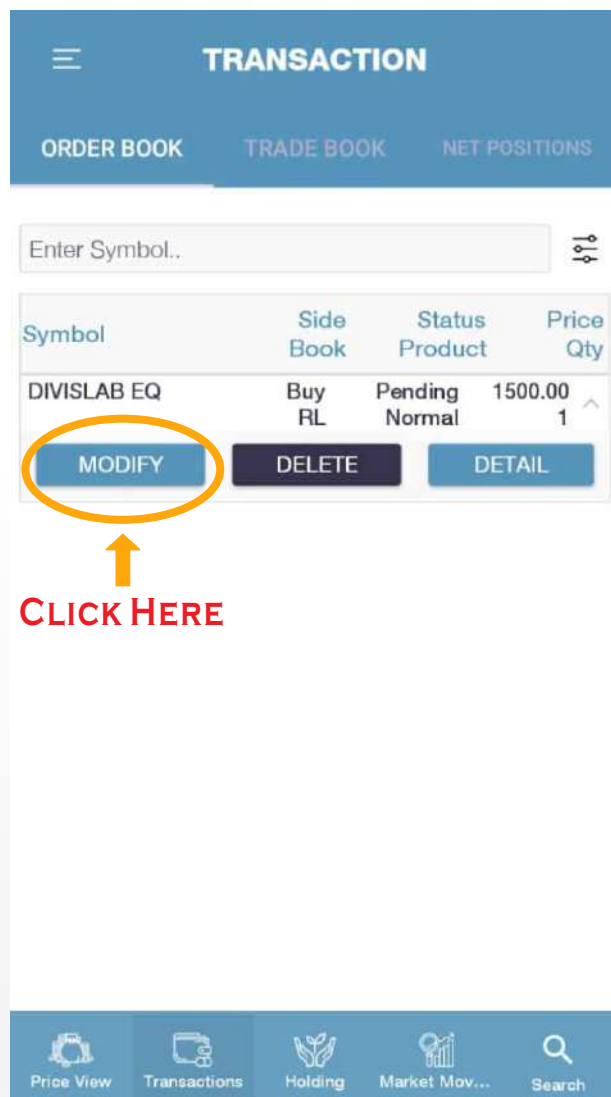 TRANSACTION
ORDER BOOK TRADE BOOK NET POSITIONS
Enter Symbol..
Symbol Side Status Price
Book Product Qty
DIVISLAB EQ Buy Pending 1500.00
RL Normal 1
MODIFY DELETE DETAIL
CLICK HERE
Price View Transactions Holding Market Mov... Search